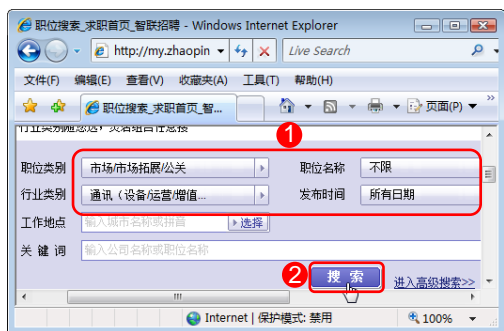 职位搜索_求职首页_智联招聘 - Windows Internet Explorer
http://my.zhaopin
Live Search
文件(F) 编辑(E) 查看(V) 收藏夹(A) 工具(T) 帮助(H)
职位搜索_求职首页_智...
页面(P)
1
职位类别 市场/市场拓展/公关 职位名称 不限
行业类别 通讯（设备/运营/增值... 发布时间 所有日期
工作地点 输入城市名称或拼音 选择
关 键 词 输入公司名称或职位名称
2 搜 索 进入高级搜索>>
Internet | 保护模式: 禁用 100%